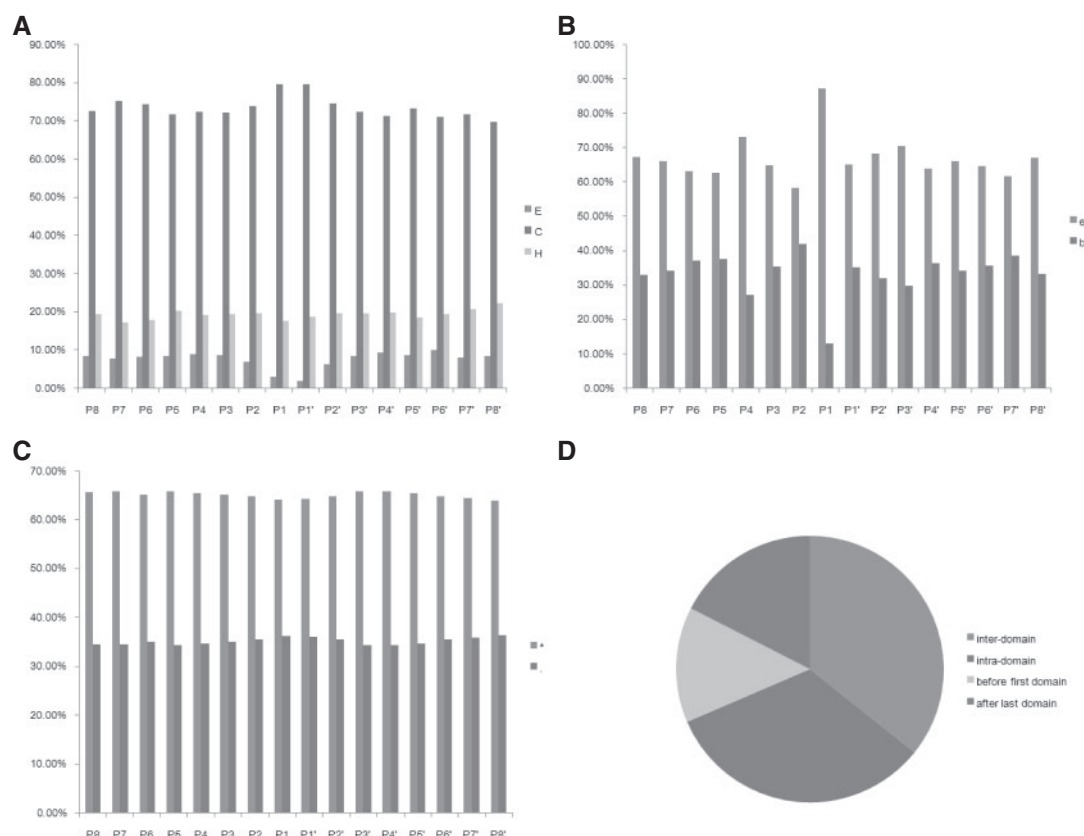 A
90.00%
80.00%
70.00%
60.00%
50.00%
40.00%
30.00%
20.00%
10.00%
0.00%
P8 P7 P6 P5 P4 P3 P2 P1 P1' P2' P3' P4' P5' P6' P7' P8'
E
C
H
B
100.00%
90.00%
80.00%
70.00%
60.00%
50.00%
40.00%
30.00%
20.00%
10.00%
0.00%
P8 P7 P6 P5 P4 P3 P2 P1 P1' P2' P3' P4' P5' P6' P7' P8'
e
b
C
70.00%
60.00%
50.00%
40.00%
30.00%
20.00%
10.00%
0.00%
P8 P7 P6 P5 P4 P3 P2 P1 P1' P2' P3' P4' P5' P6' P7' P8'
*
.
D
inter-domain
intra-domain
before first domain
after last domain